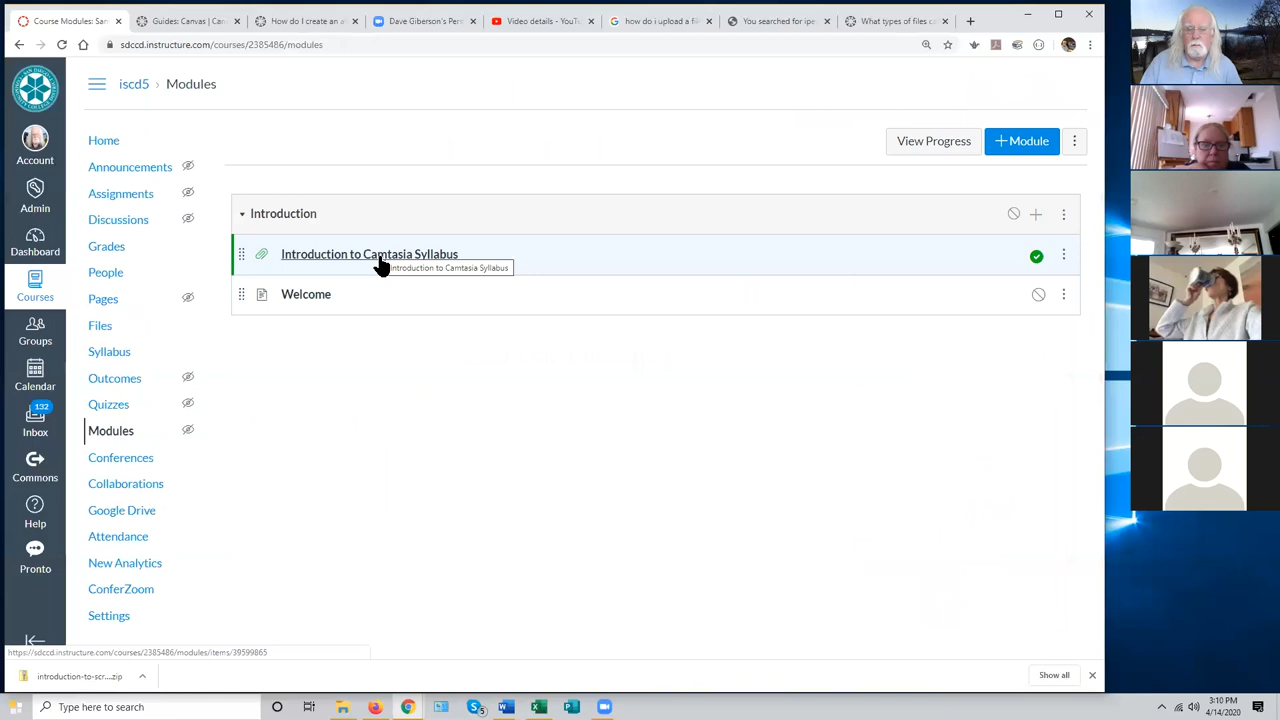 Course Modules: San
Guides: Canvas | Can
How do I create an al
Dave Giberson's Pers
Video details - YouTu
how do i upload a file
You searched for ipe
What types of files ca
sdccd.instructure.com/courses/2385486/modules
iscd5 › Modules
Account
Admin
Dashboard
Courses
Groups
Calendar
132
Inbox
Commons
Help
Pronto
Home
Announcements
Assignments
Discussions
Grades
People
Pages
Files
Syllabus
Outcomes
Quizzes
Modules
Conferences
Collaborations
Google Drive
Attendance
New Analytics
ConferZoom
Settings
View Progress
+ Module
Introduction
Introduction to Camtasia Syllabus
Introduction to Camtasia Syllabus
Welcome
https://sdccd.instructure.com/courses/2385486/modules/items/39599865
introduction-to-scr....zip
Show all
Type here to search
5
3:10 PM
4/14/2020